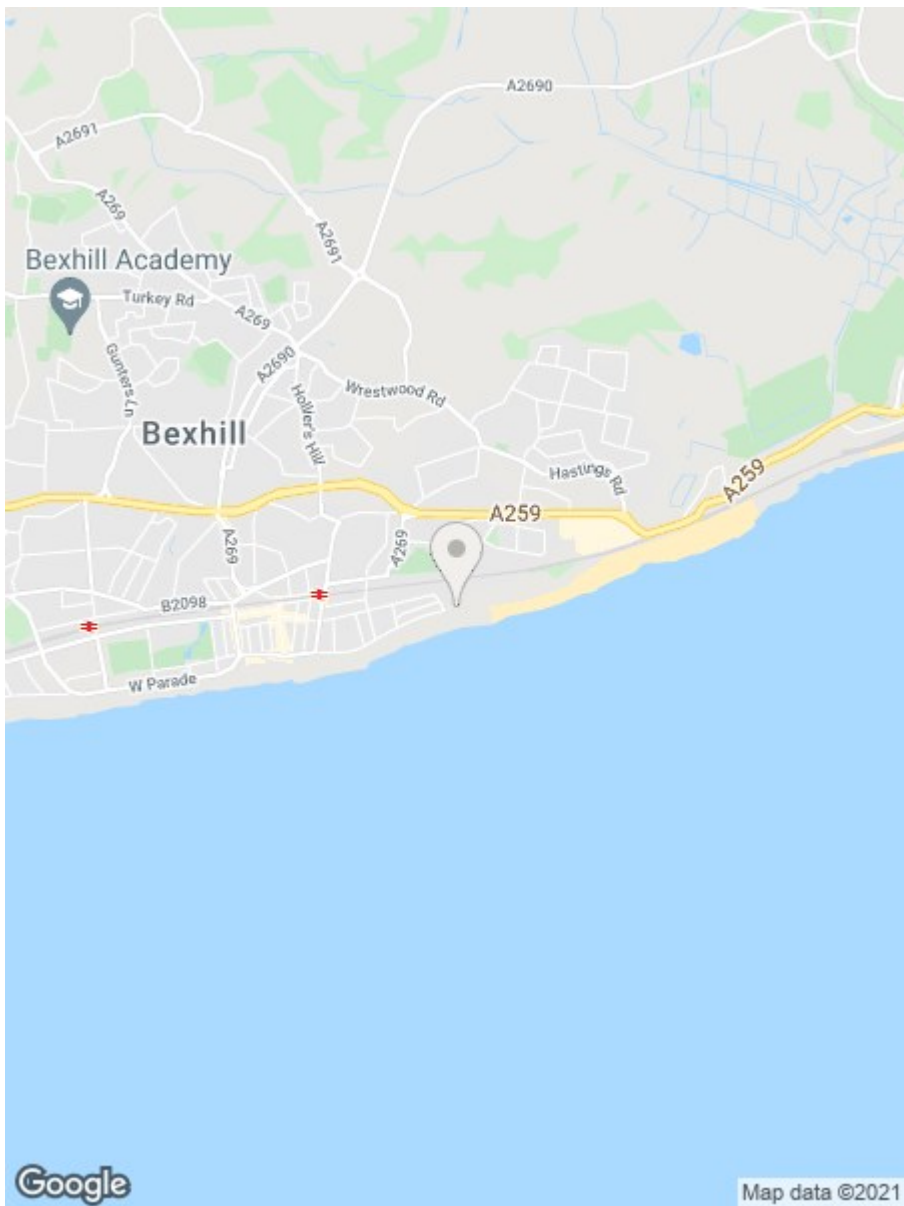 A2690
A2691
A269
A2691
Bexhill Academy
Turkey Rd
A269
Gunters Ln
A2690
Wrestwood Rd
Hollier's Hill
Bexhill
Hastings Rd
A259
A259
A269
A269
B2098
W Parade
Google
Map data ©2021